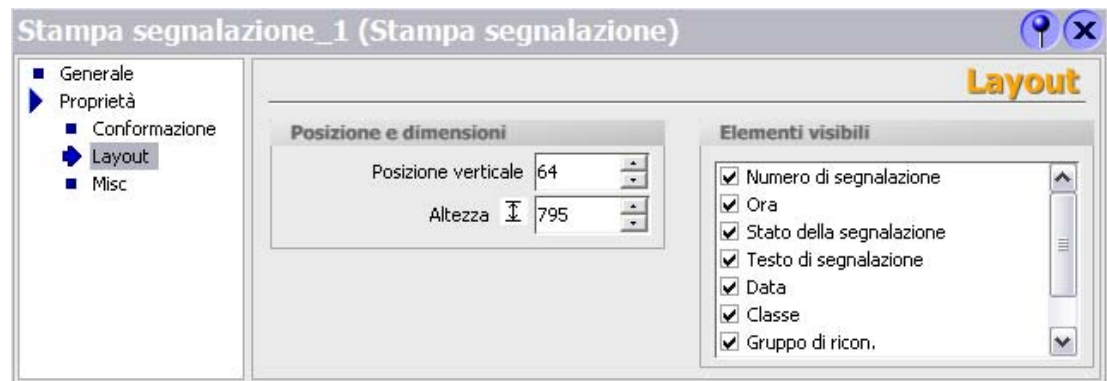 Stampa segnalazione_1 (Stampa segnalazione)
Generale
Proprietà
Conformazione
Layout
Misc
Layout
Posizione e dimensioni
Posizione verticale 64
Altezza 795
Elementi visibili
Numero di segnalazione
Ora
Stato della segnalazione
Testo di segnalazione
Data
Classe
Gruppo di ricon.